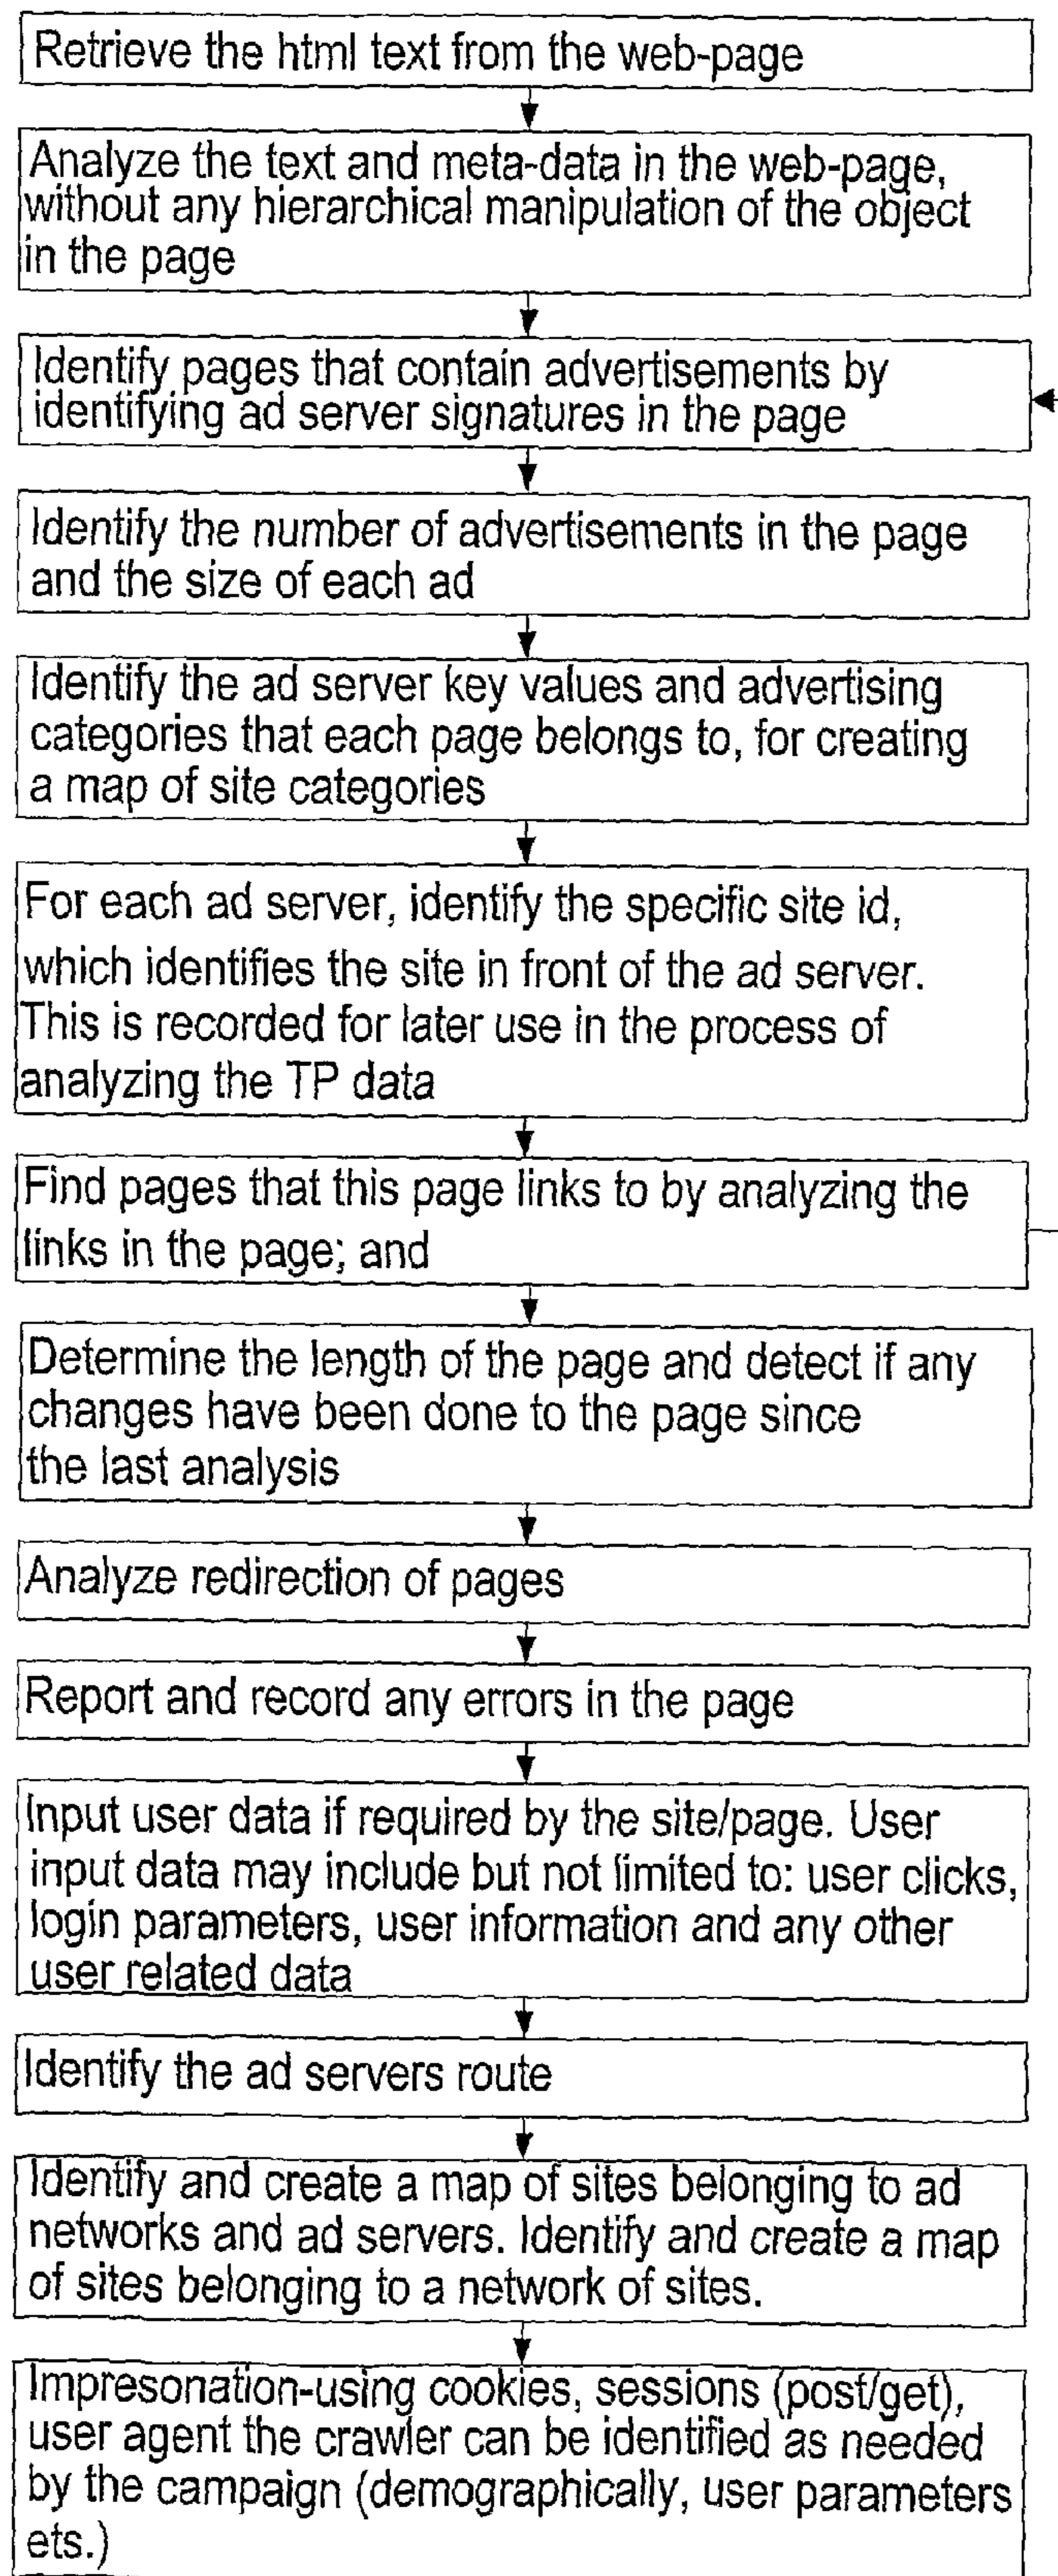 Retrieve the html text from the web-page
Analyze the text and meta-data in the web-page,
without any hierarchical manipulation of the object
in the page
Identify pages that contain advertisements by
identifying ad server signatures in the page
Identify the number of advertisements in the page
and the size of each ad
Identify the ad server key values and advertising
categories that each page belongs to, for creating
a map of site categories
For each ad server, identify the specific site id,
which identifies the site in front of the ad server.
This is recorded for later use in the process of
analyzing the TP data
Find pages that this page links to by analyzing the
links in the page; and
Determine the length of the page and detect if any
changes have been done to the page since
the last analysis
Analyze redirection of pages
Report and record any errors in the page
Input user data if required by the site/page. User
input data may include but not limited to: user clicks,
login parameters, user information and any other
user related data
Identify the ad servers route
Identify and create a map of sites belonging to ad
networks and ad servers. Identify and create a map
of sites belonging to a network of sites.
Impresonation-using cookies, sessions (post/get),
user agent the crawler can be identified as needed
by the campaign (demographically, user parameters
ets.)